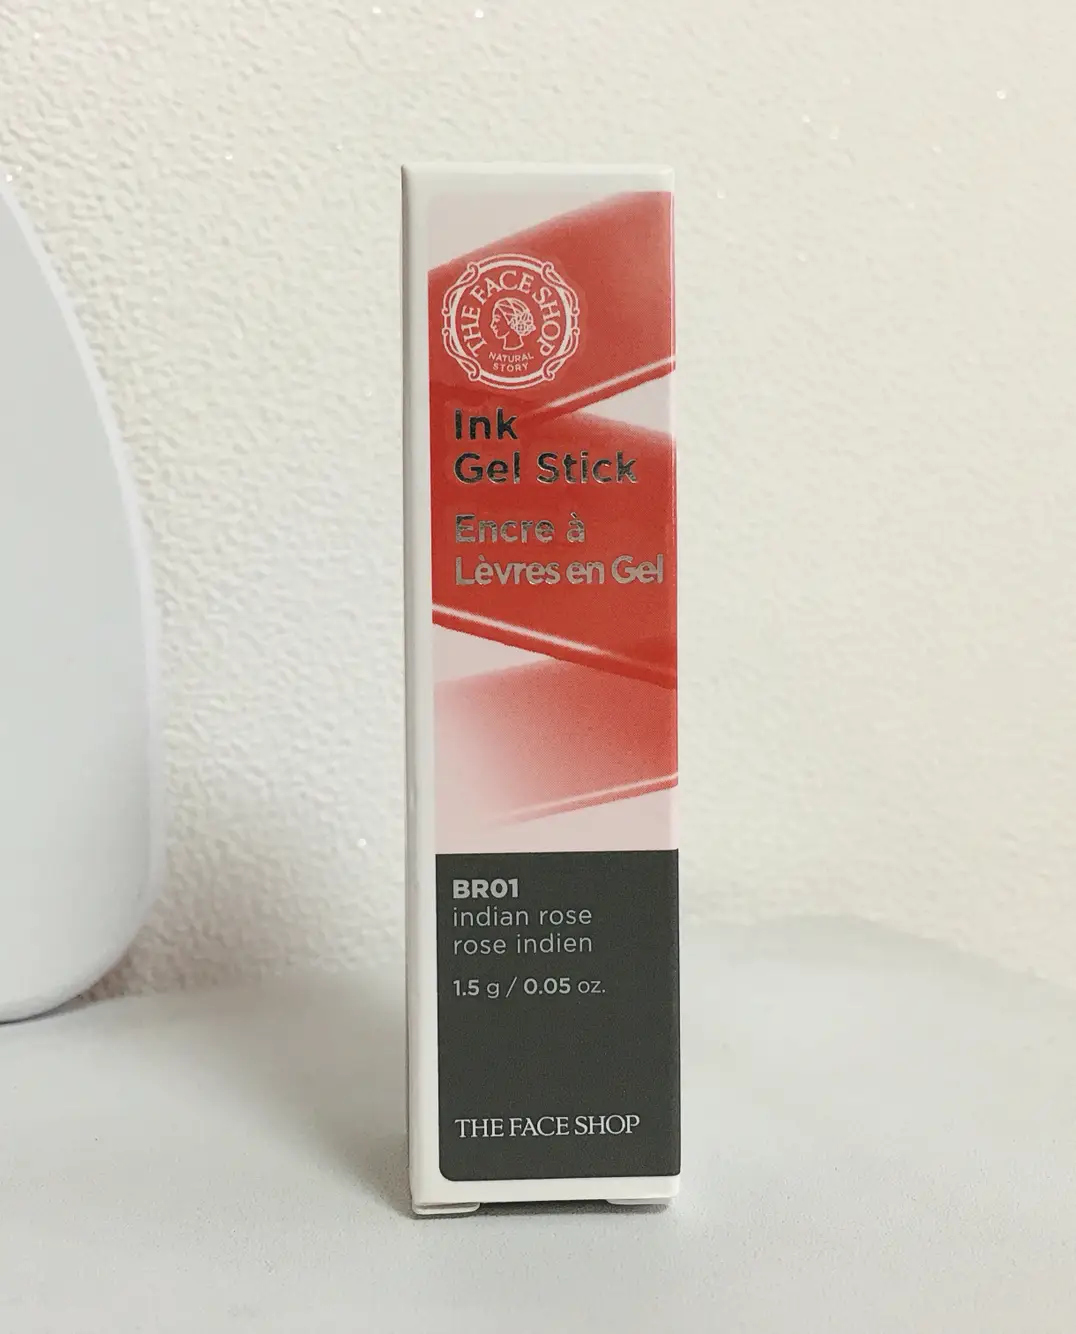 THE FACE SHOP
NATURAL
STORY
Ink
Gel Stick
Encre à
Lèvres en Gel
BR01
indian rose
rose indien
1.5 g / 0.05 oz.
THE FACE SHOP